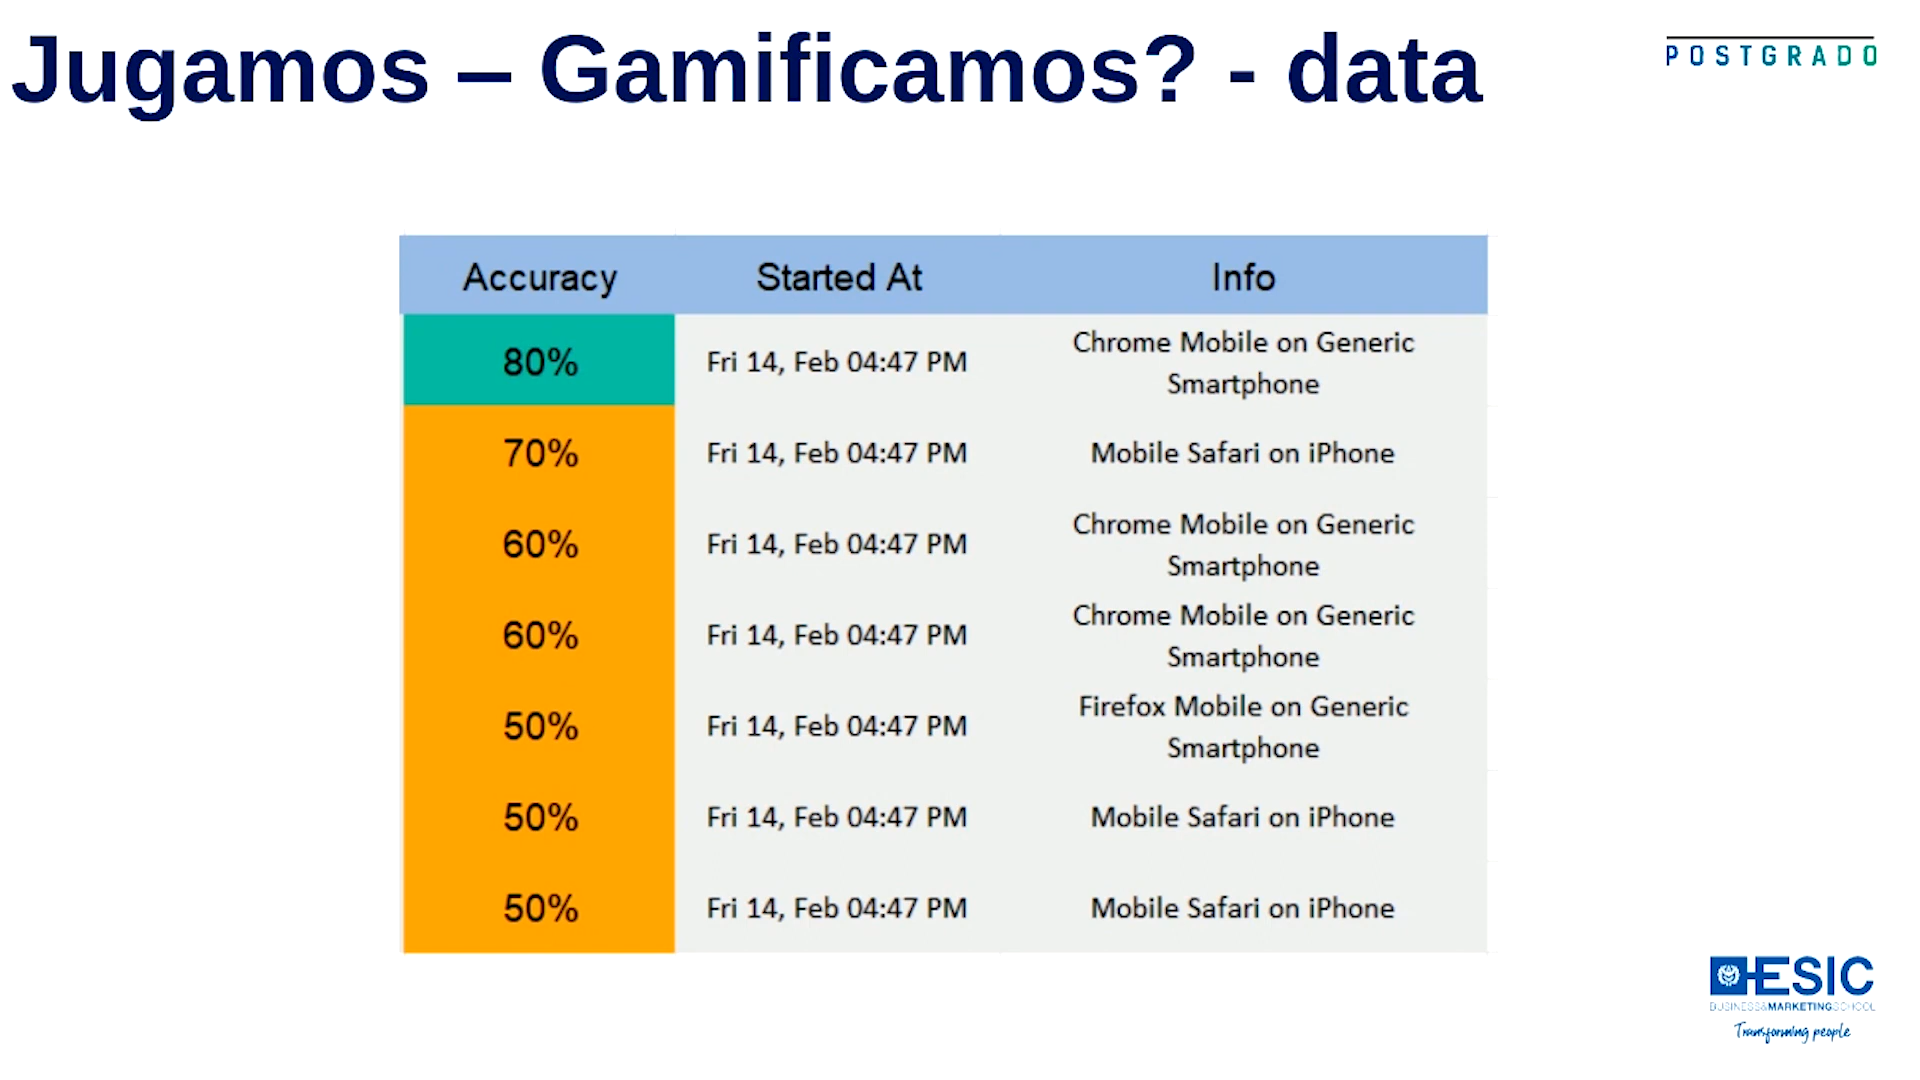 Jugamos – Gamificamos? - data
POSTGRADO
Accuracy Started At Info
80% Fri 14, Feb 04:47 PM Chrome Mobile on Generic
Smartphone
70% Fri 14, Feb 04:47 PM Mobile Safari on iPhone
60% Fri 14, Feb 04:47 PM Chrome Mobile on Generic
Smartphone
60% Fri 14, Feb 04:47 PM Chrome Mobile on Generic
Smartphone
50% Fri 14, Feb 04:47 PM Firefox Mobile on Generic
Smartphone
50% Fri 14, Feb 04:47 PM Mobile Safari on iPhone
50% Fri 14, Feb 04:47 PM Mobile Safari on iPhone
ESIC
BUSINESS&MARKETINGSCHOOL
Transforming people